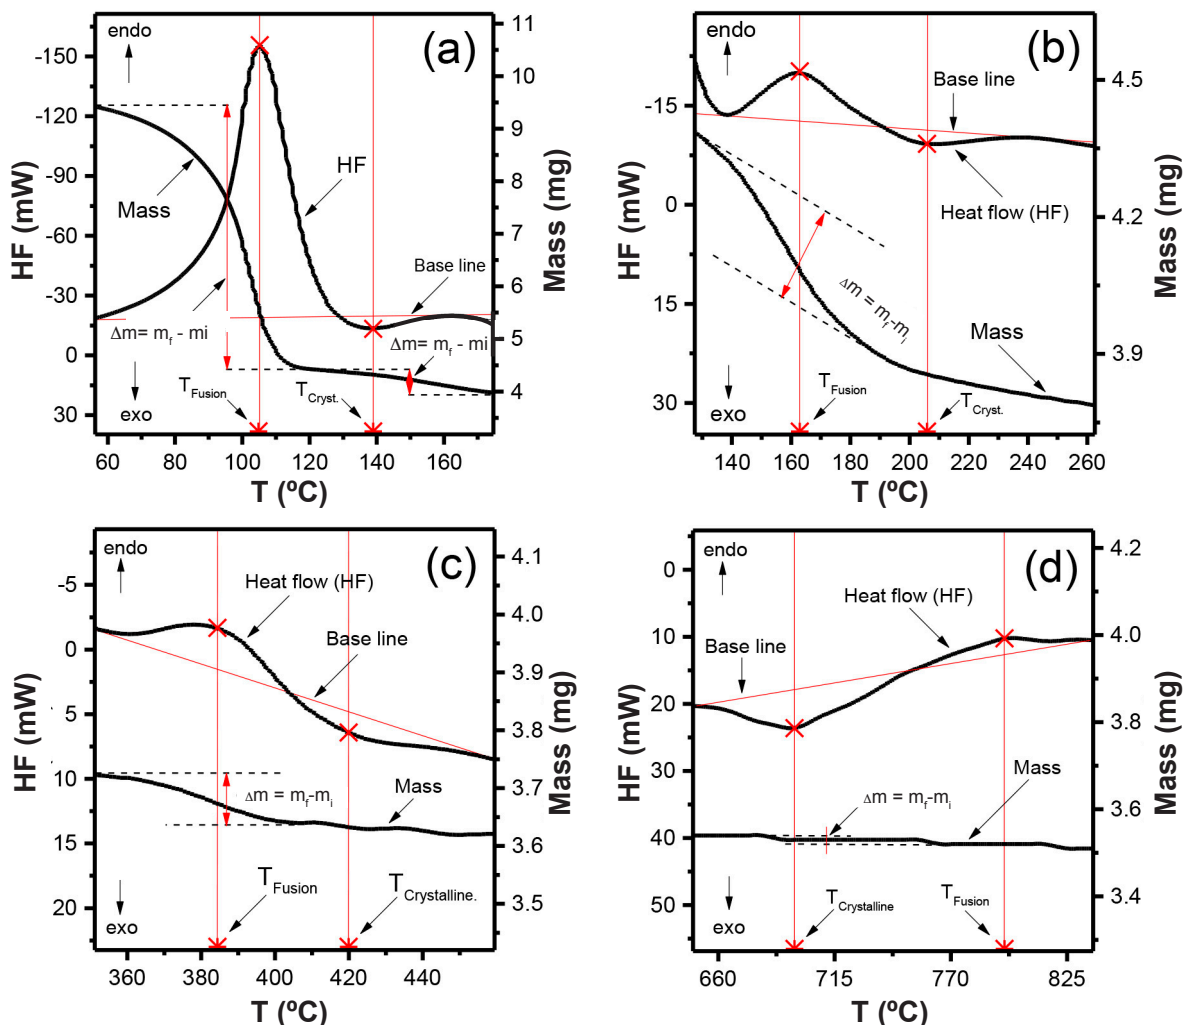 endo
(a)
-150
-120
-90
-60
-30
0
30
HF (mW)
11
10
9
8
7
6
5
4
Mass (mg)
Mass
HF
Base line
Δm= mf - mi
Δm= mf - mi
TFusion
TCryst.
exo
60 80 100 120 140 160
T (ºC)
endo
(b)
-15
0
15
30
HF (mW)
4.5
4.2
3.9
Mass (mg)
Base line
Heat flow (HF)
Δm = mf-mi
Mass
TFusion
TCryst.
exo
140 160 180 200 220 240 260
T (ºC)
endo
(c)
-5
0
5
10
15
20
HF (mW)
4.1
4.0
3.9
3.8
3.7
3.6
3.5
Mass (mg)
Heat flow (HF)
Base line
Δm = mf-mi
Mass
TFusion
TCrystalline.
exo
360 380 400 420 440
T (ºC)
endo
(d)
0
10
20
30
40
50
HF (mW)
4.2
4.0
3.8
3.6
3.4
Mass (mg)
Heat flow (HF)
Base line
Δm = mf-mi
Mass
TCrystalline
TFusion
exo
660 715 770 825
T (ºC)